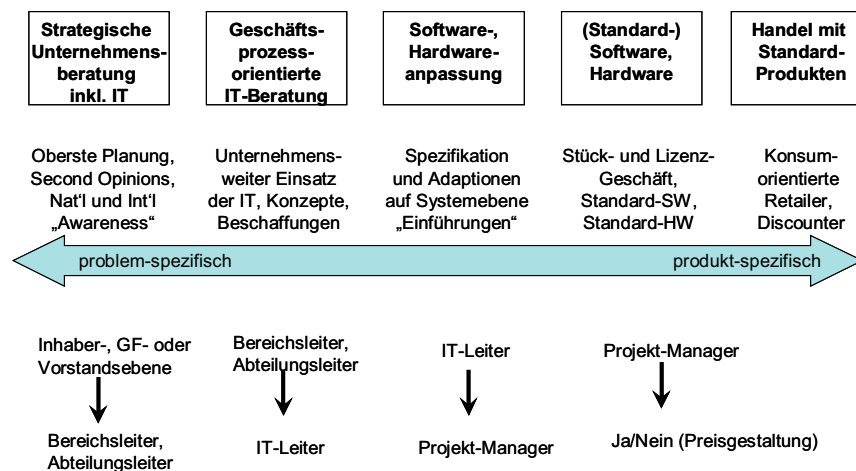 Strategische
Unternehmens-
beratung
inkl. IT
Geschäfts-
prozess-
orientierte
IT-Beratung
Software-,
Hardware-
anpassung
(Standard-)
Software,
Hardware
Handel mit
Standard-
Produkten
Oberste Planung,
Second Opinions,
Nat'l und Int'l
„Awareness“
Unternehmens-
weiter Einsatz
der IT, Konzepte,
Beschaffungen
Spezifikation
und Adaptionen
auf Systemebene
„Einführungen“
Stück- und Lizenz-
Geschäft,
Standard-SW,
Standard-HW
Konsum-
orientierte
Retailer,
Discounter
problem-spezifisch
produkt-spezifisch
Inhaber-, GF- oder
Vorstandsebene
Bereichsleiter,
Abteilungsleiter
IT-Leiter
Projekt-Manager
Bereichsleiter,
Abteilungsleiter
IT-Leiter
Projekt-Manager
Ja/Nein (Preisgestaltung)